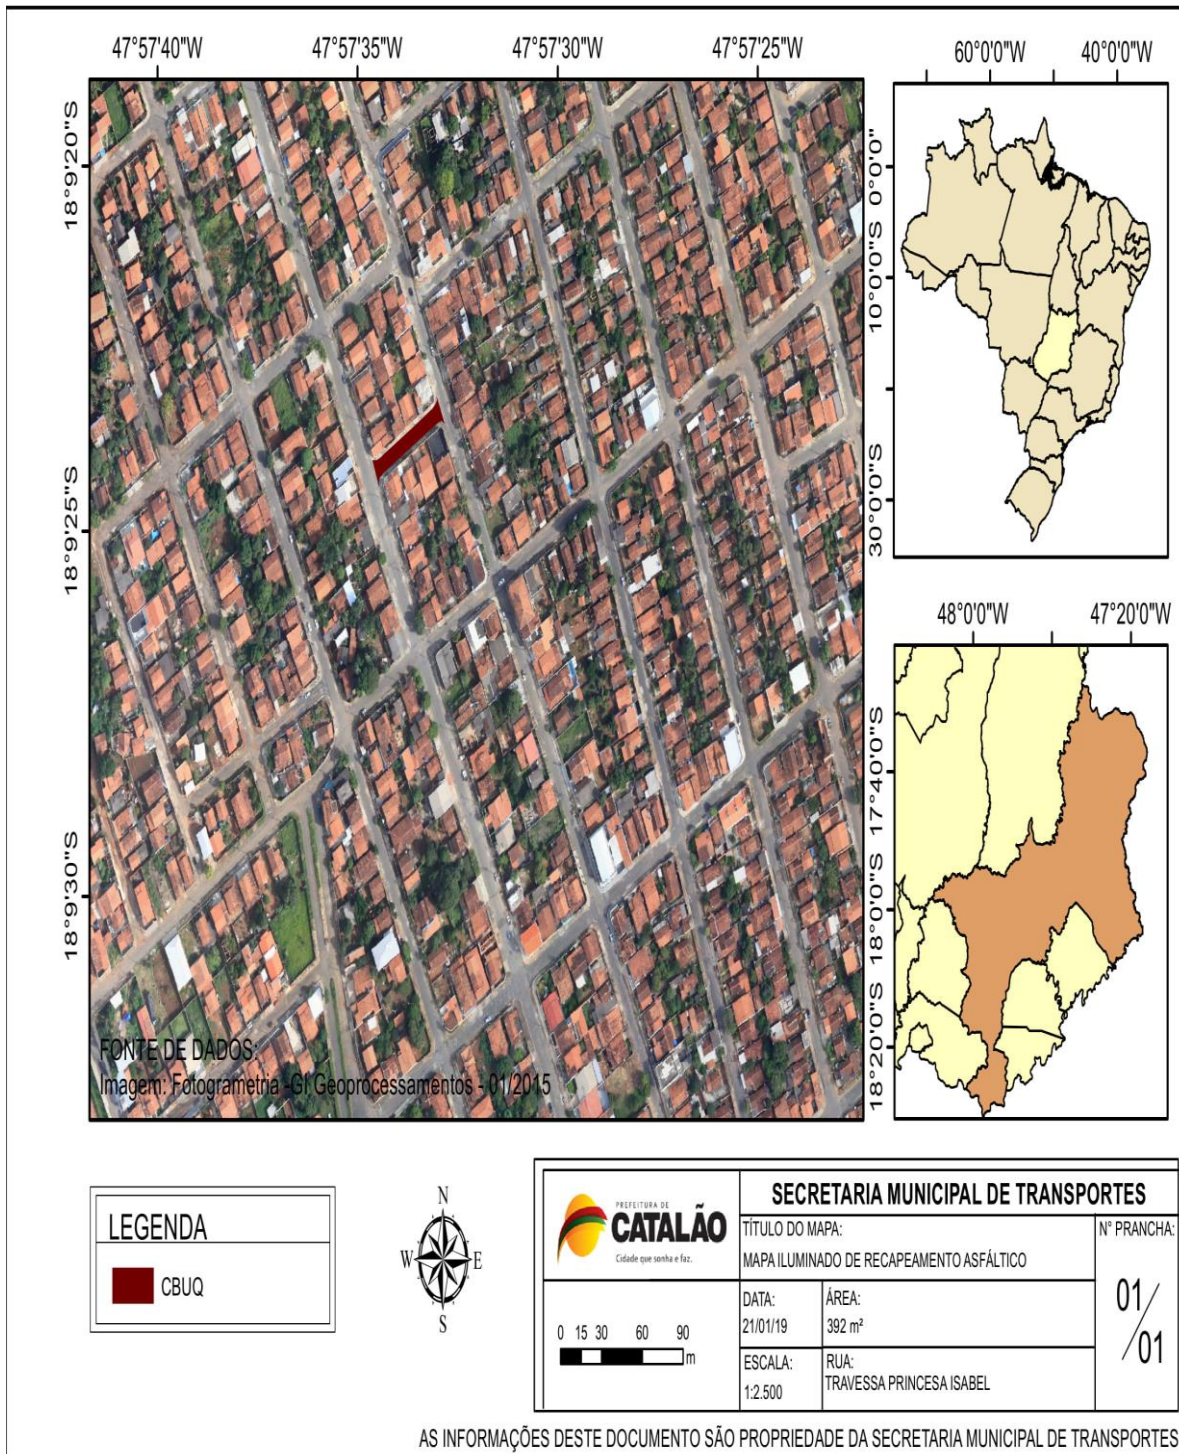 47°57'40"W
47°57'35"W
47°57'30"W
47°57'25"W
60°0'0"W
40°0'0"W
18°9'20"S
18°9'25"S
18°9'30"S
0°0'0"
10°0'0"S
30°0'0"S
48°0'0"W
47°20'0"W
17°40'0"S
18°0'0"S
18°20'0"S
FONTE DE DADOS:
Imagem: Fotogrametria -GI Geoprocessamentos - 01/2015
LEGENDA
CBUQ
N
W
E
S
PREFEITURA DE
CATALÃO
Cidade que sonha e faz.
0 15 30 60 90
m
SECRETARIA MUNICIPAL DE TRANSPORTES
TÍTULO DO MAPA:
MAPA ILUMINADO DE RECAPEAMENTO ASFÁLTICO
N° PRANCHA:
01/01
DATA:
21/01/19
ÁREA:
392 m²
ESCALA:
1:2.500
RUA:
TRAVESSA PRINCESA ISABEL
AS INFORMAÇÕES DESTE DOCUMENTO SÃO PROPRIEDADE DA SECRETARIA MUNICIPAL DE TRANSPORTES